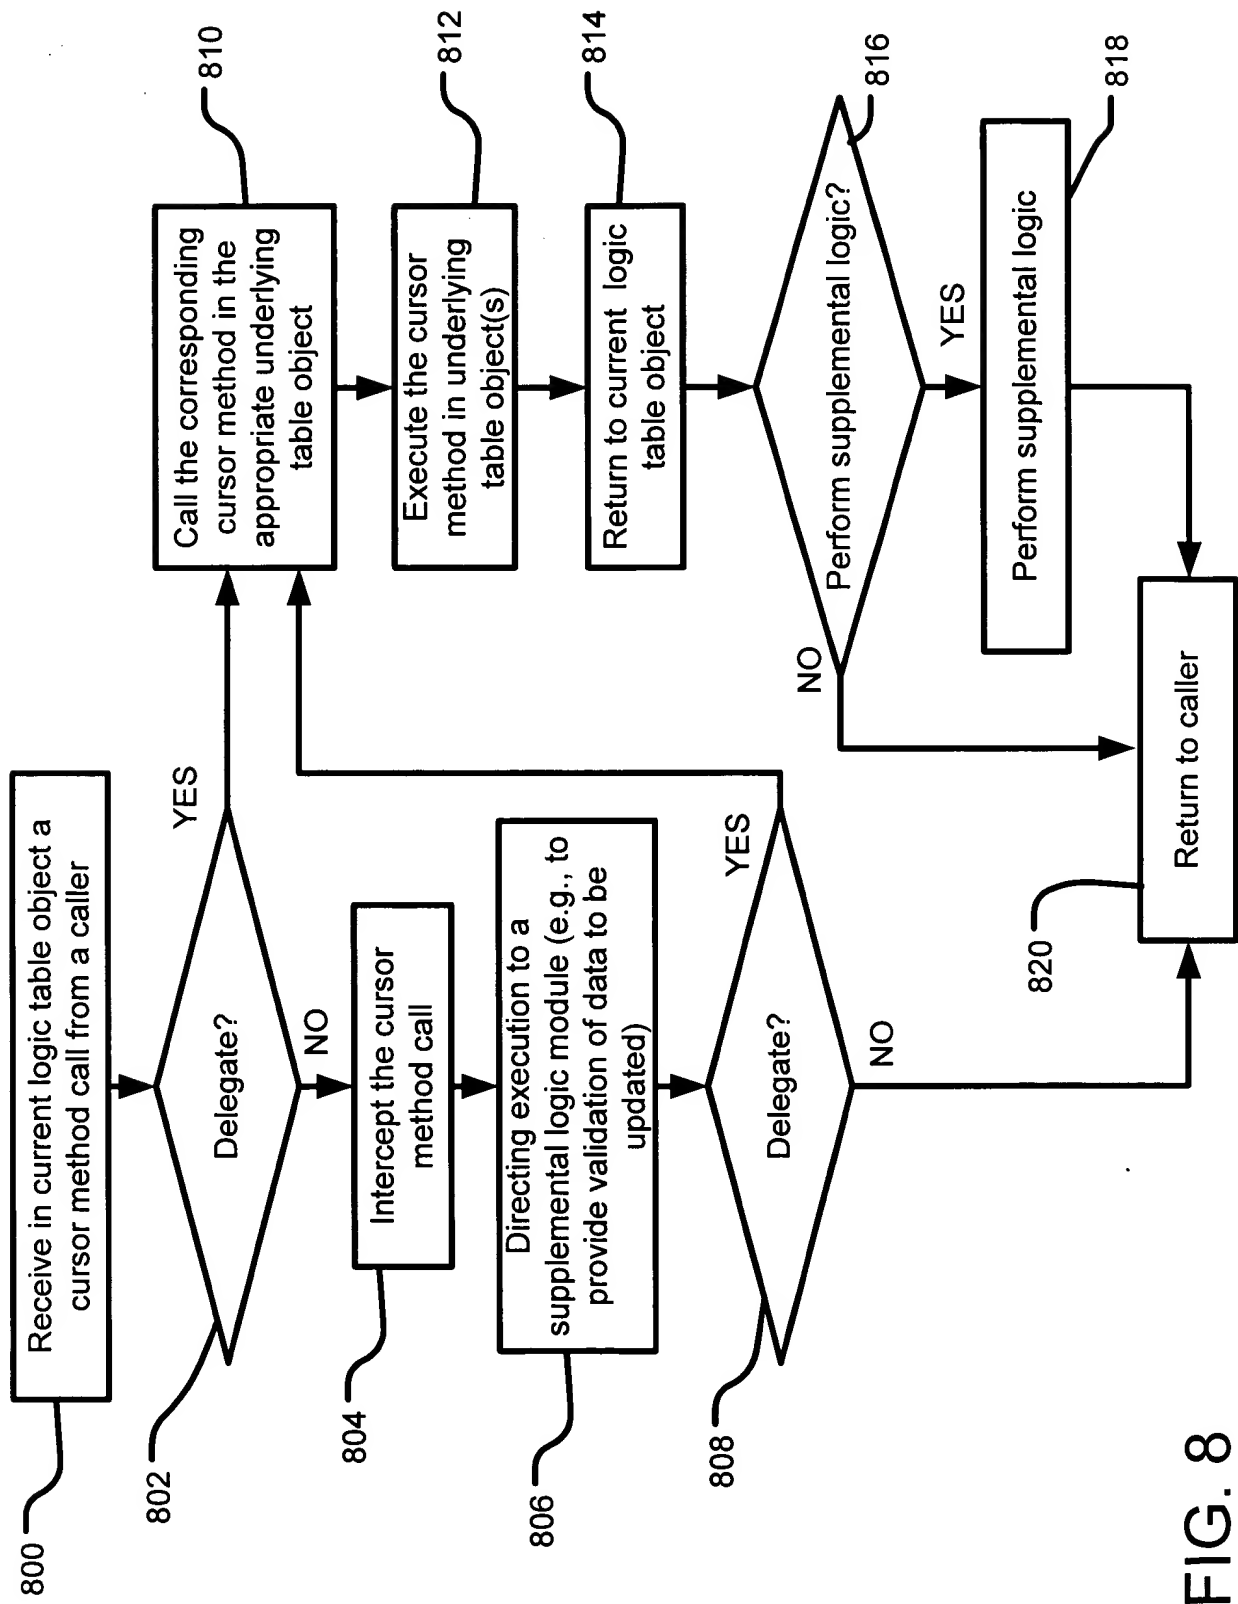 800
Receive in current logic table object a
cursor method call from a caller
802
Delegate?
YES
NO
804
Intercept the cursor
method call
806
Directing execution to a
supplemental logic module (e.g., to
provide validation of data to be
updated)
808
Delegate?
YES
NO
810
Call the corresponding
cursor method in the
appropriate underlying
table object
812
Execute the cursor
method in underlying
table object(s)
814
Return to current logic
table object
816
Perform supplemental logic?
YES
NO
818
Perform supplemental logic
820
Return to caller
FIG. 8